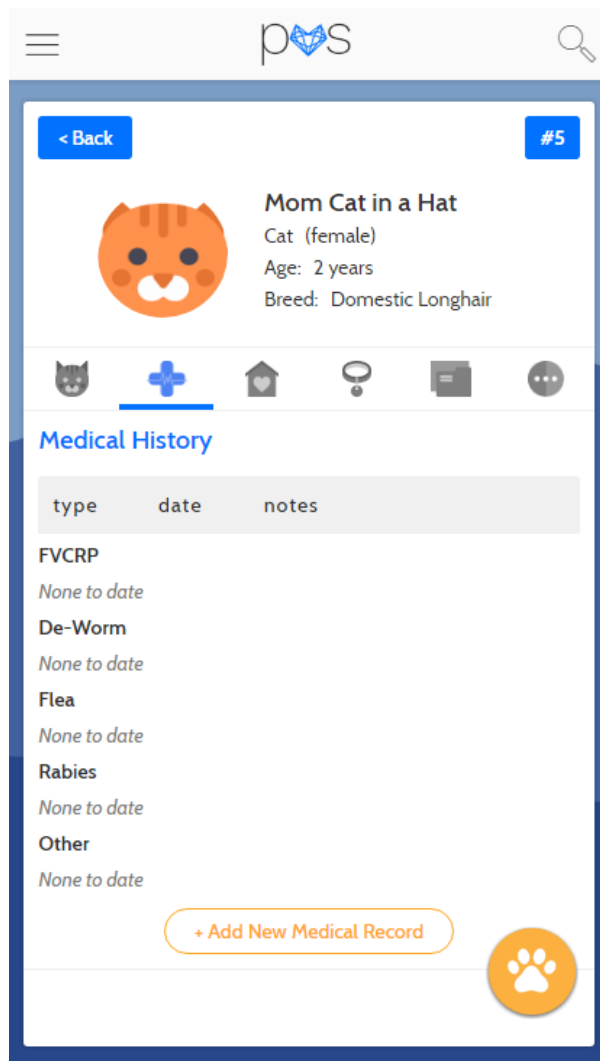 pvs
< Back
#5
Mom Cat in a Hat
Cat (female)
Age: 2 years
Breed: Domestic Longhair
Medical History
type date notes
FVCRP
None to date
De-Worm
None to date
Flea
None to date
Rabies
None to date
Other
None to date
+ Add New Medical Record